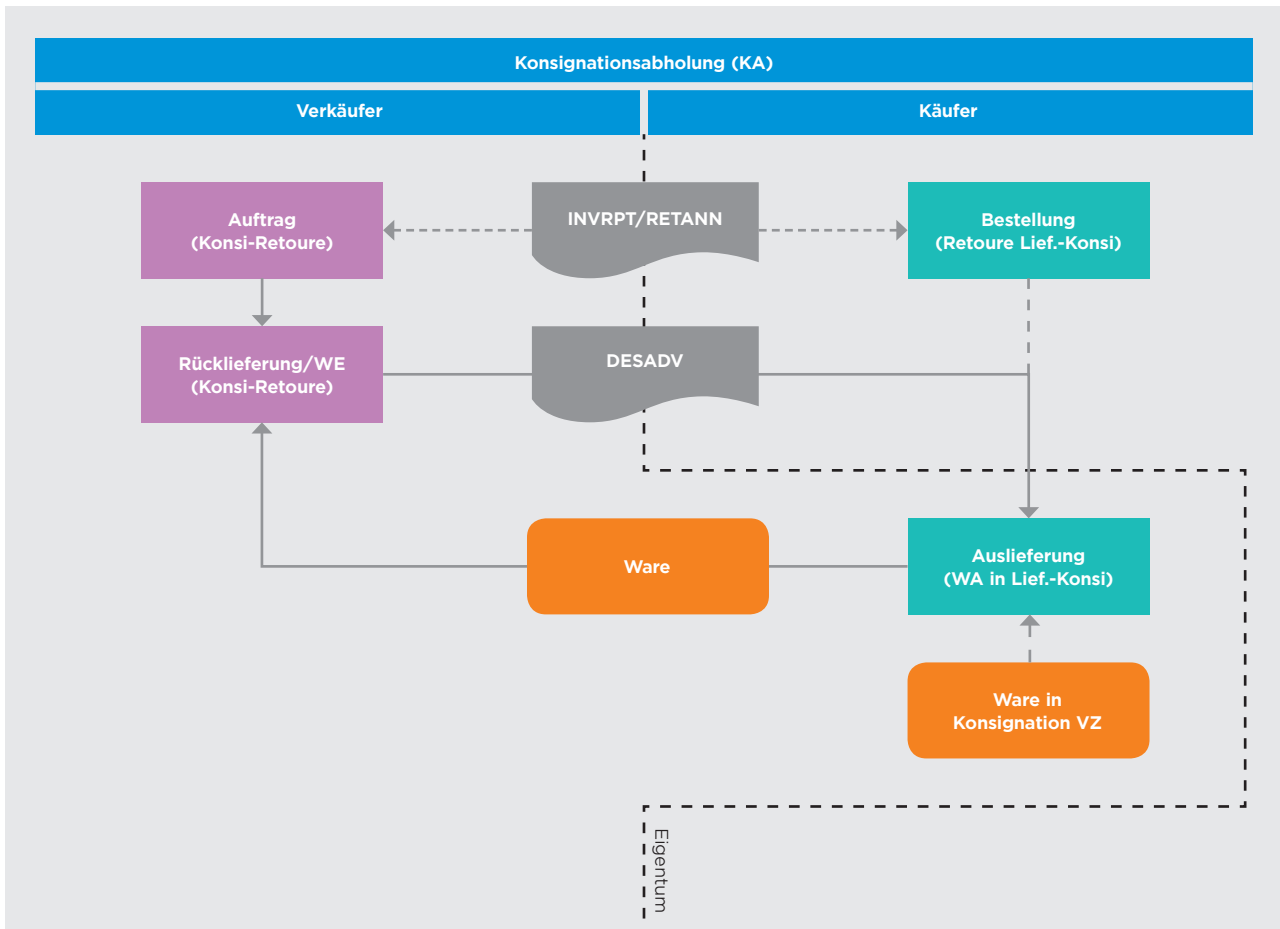 Konsignationsabholung (KA)
Verkäufer
Käufer
Auftrag
(Konsi-Retoure)
INVRPT/RETANN
Bestellung
(Retoure Lief.-Konsi)
Rücklieferung/WE
(Konsi-Retoure)
DESADV
Ware
Auslieferung
(WA in Lief.-Konsi)
Ware in
Konsignation VZ
Eigentum